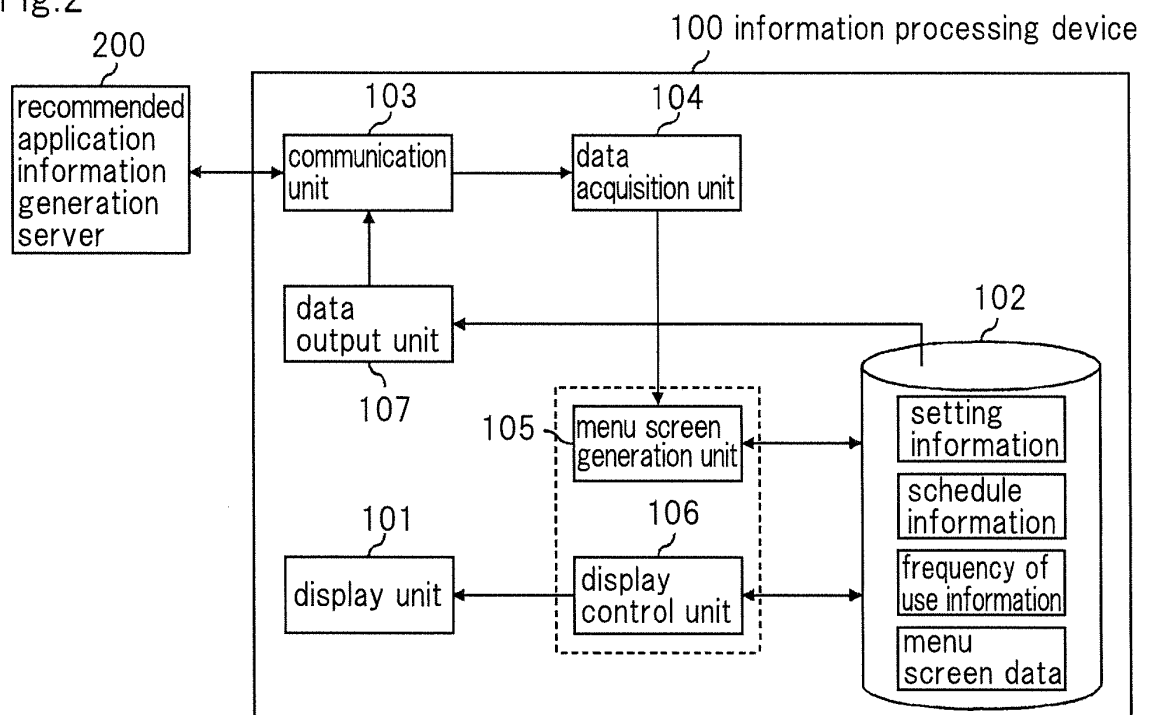 Fig.2
100 information processing device
200
recommended
application
information
generation
server
103
communication
unit
104
data
acquisition unit
data
output unit
107
102
105
menu screen
generation unit
setting
information
schedule
information
101
display unit
106
display
control unit
frequency of
use information
menu
screen data